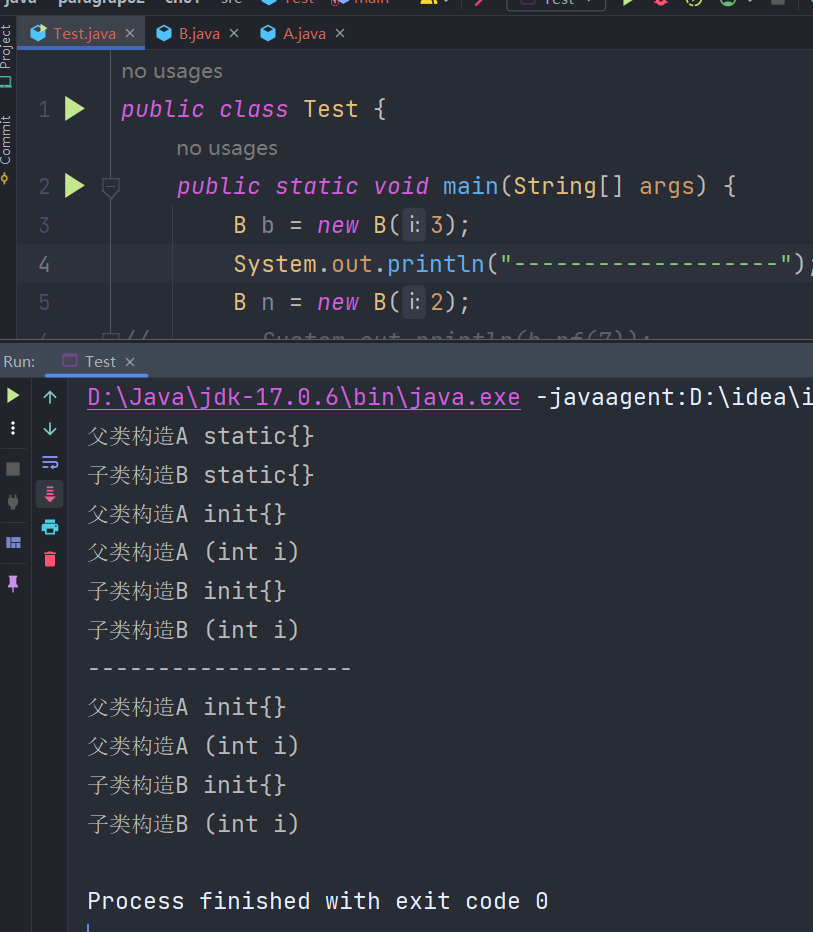 java paragrap02 ch01 src Test main Test
Test.java × B.java × A.java ×
Project
Commit
no usages
1 public class Test {
no usages
2 public static void main(String[] args) {
3 B b = new B( i: 3);
4 System.out.println("-------------------");
5 B n = new B( i: 2);
// System.out.println(b.pf(7));
Run: Test ×
D:\Java\jdk-17.0.6\bin\java.exe -javaagent:D:\idea\i
父类构造A static{}
子类构造B static{}
父类构造A init{}
父类构造A (int i)
子类构造B init{}
子类构造B (int i)
-------------------
父类构造A init{}
父类构造A (int i)
子类构造B init{}
子类构造B (int i)
Process finished with exit code 0